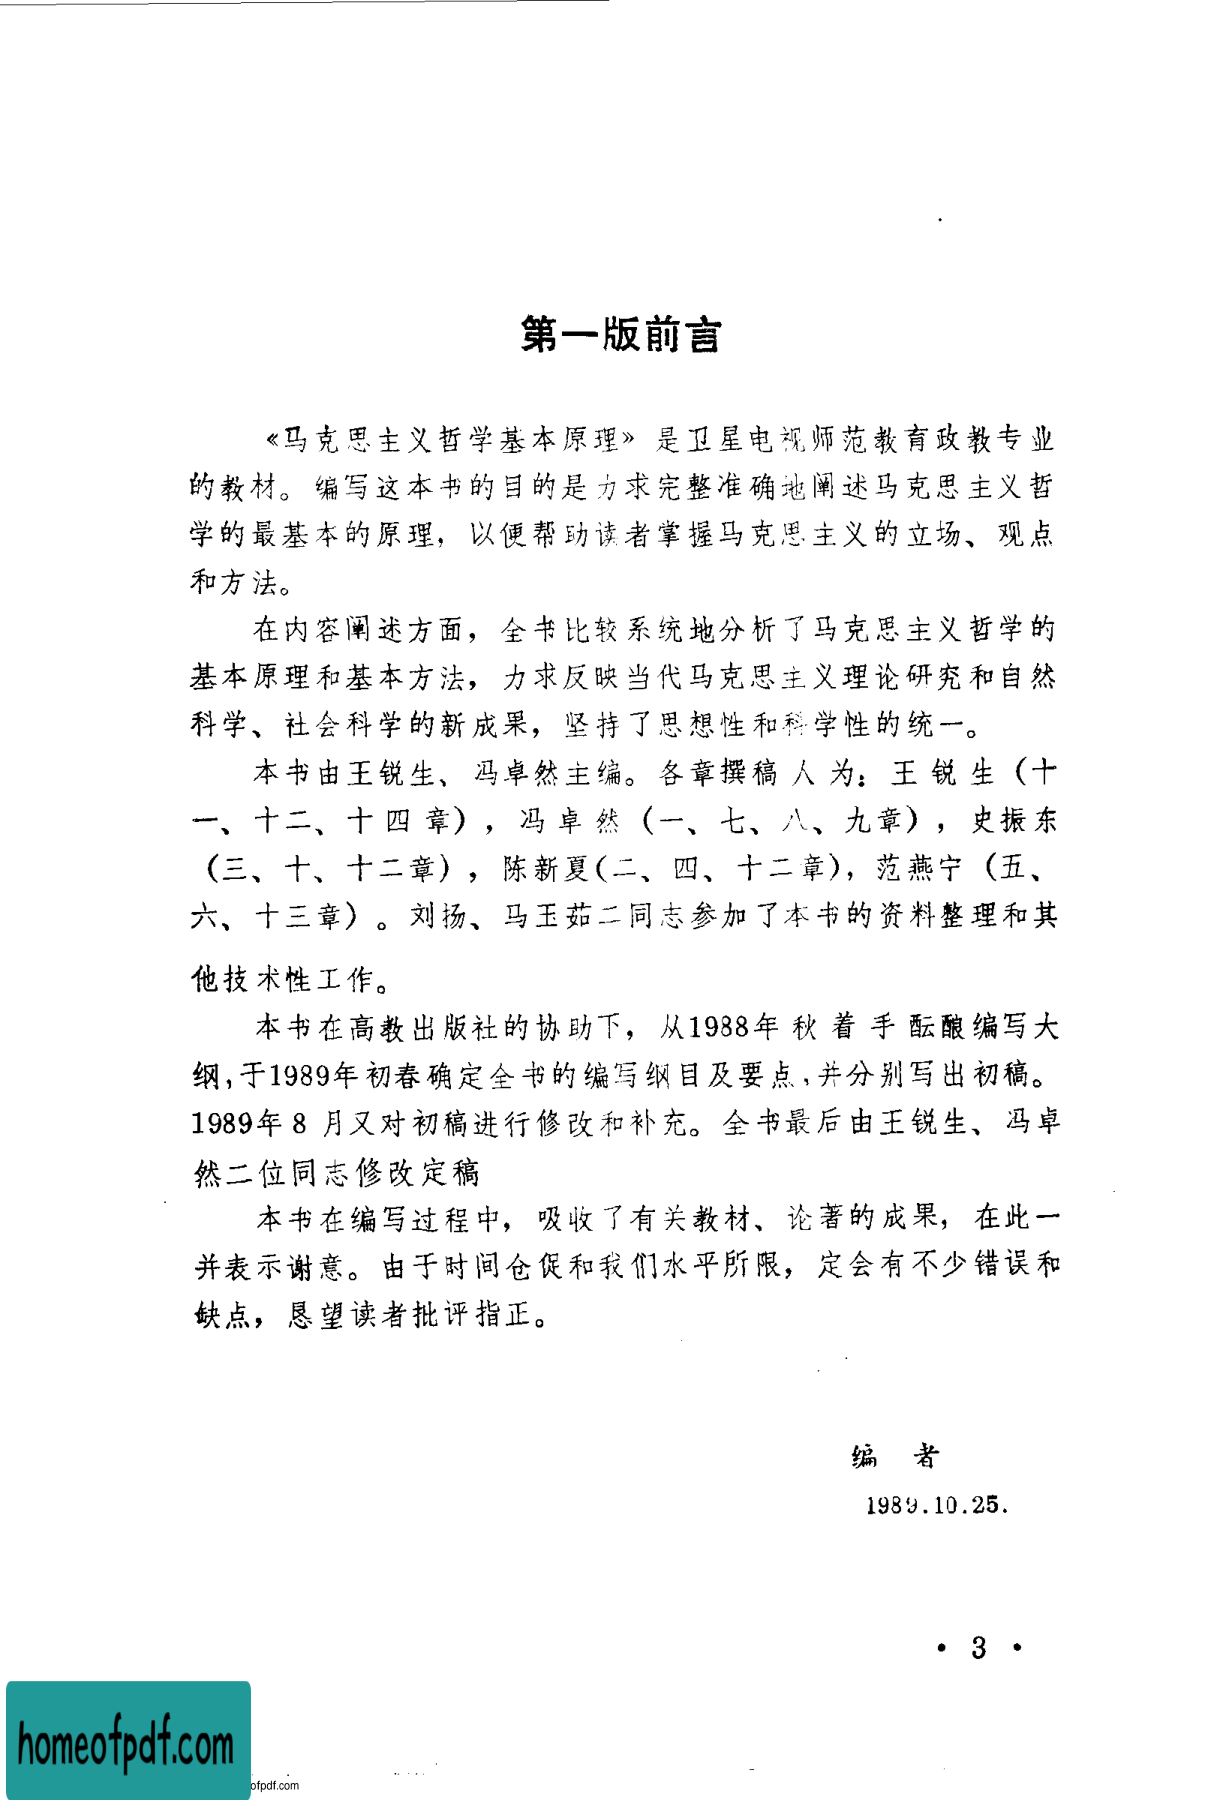 第一版前言
《马克思主义哲学基本原理》是卫星电视师范教育政教专业
的教材。编写这本书的目的是力求完整准确地阐述马克思主义哲
学的最基本的原理，以便帮助读者掌握马克思主义的立场、观点
和方法。
在内容阐述方面，全书比较系统地分析了马克思主义哲学的
基本原理和基本方法，力求反映当代马克思主义理论研究和自然
科学、社会科学的新成果，坚持了思想性和科学性的统一。
本书由王锐生、冯卓然主编。各章撰稿人为：王锐生（十
一、十二、十四章），冯卓然（一、七、八、九章），史振东
（三、十、十二章），陈新夏（二、四、十二章），范燕宁（五、
六、十三章）。刘扬、马玉茹二同志参加了本书的资料整理和其
他技术性工作。
本书在高教出版社的协助下，从1988年秋着手酝酿编写大
纲，于1989年初春确定全书的编写纲目及要点，并分别写出初稿。
1989年8月又对初稿进行修改和补充。全书最后由王锐生、冯卓
然二位同志修改定稿
本书在编写过程中，吸收了有关教材、论著的成果，在此一
并表示谢意。由于时间仓促和我们水平所限，定会有不少错误和
缺点，恳望读者批评指正。
编 者
1989.10.25.
• 3 •
homeofpdf.com
ofpdf.com